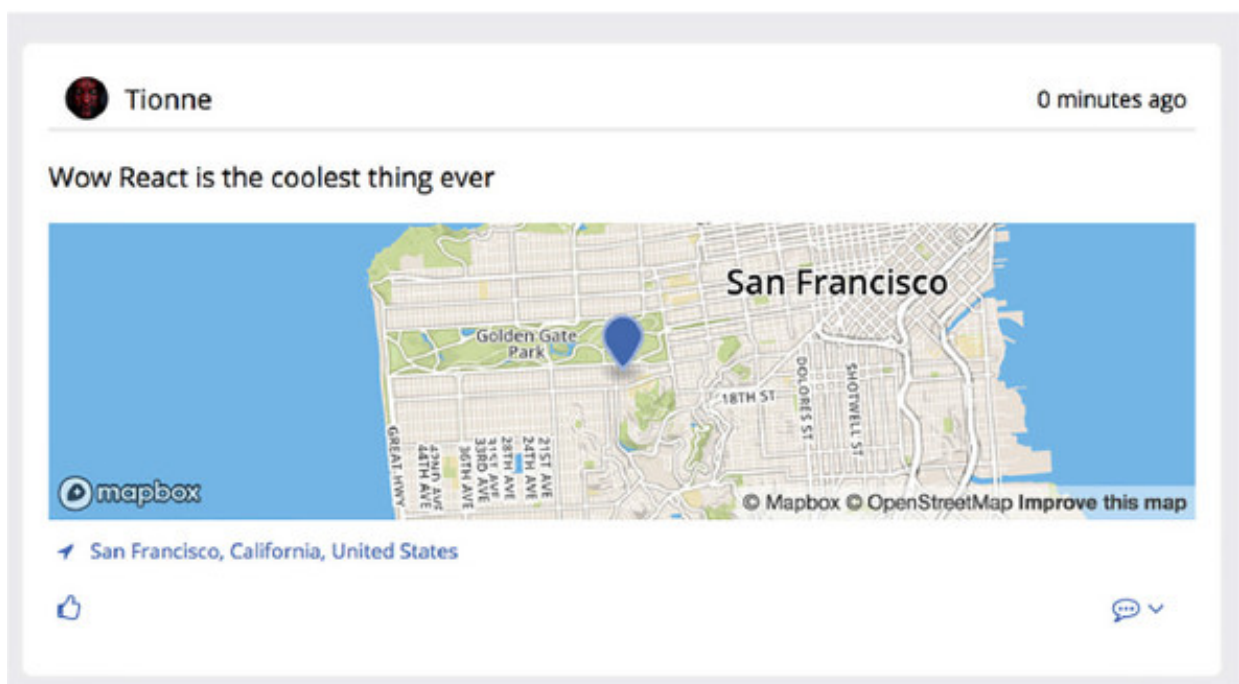 Tionne
0 minutes ago
Wow React is the coolest thing ever
San Francisco
Golden Gate
Park
18TH ST
DOLORES ST
SHOTWELL ST
GREAT HWY
44TH AVE
42ND AVE
36TH AVE
33RD AVE
31ST AVE
28TH AVE
24TH AVE
21ST AVE
mapbox
© Mapbox © OpenStreetMap Improve this map
San Francisco, California, United States